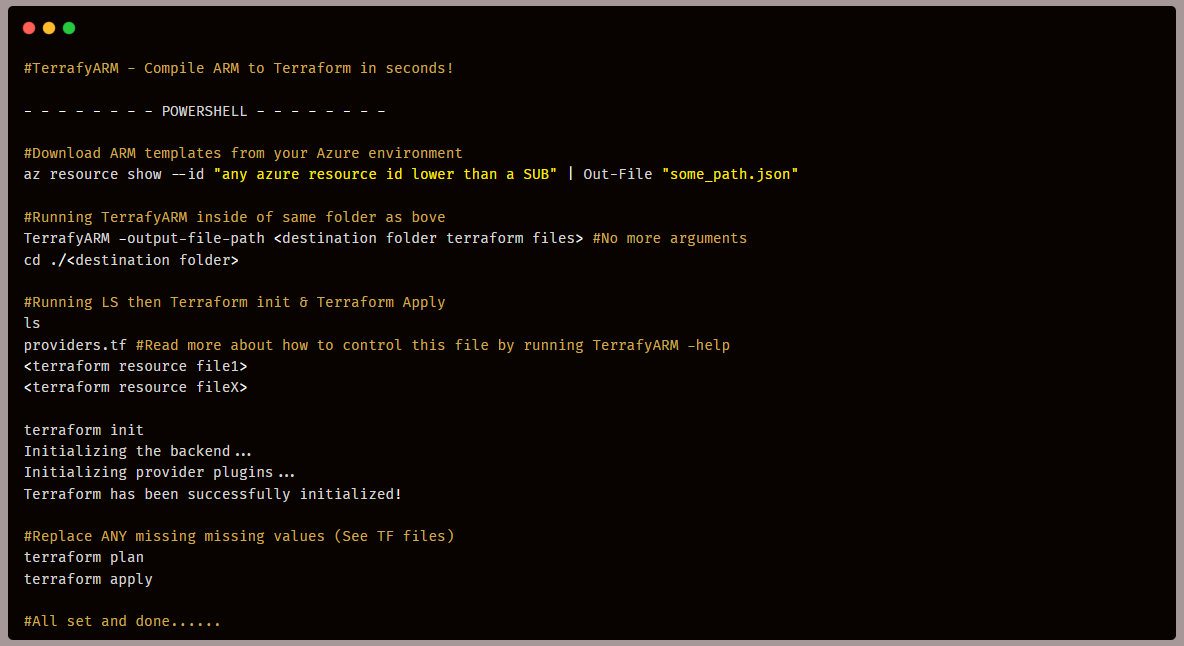 #TerrafyARM - Compile ARM to Terraform in seconds!
- - - - - - - - POWERSHELL - - - - - - - -
#Download ARM templates from your Azure environment
az resource show --id "any azure resource id lower than a SUB" | Out-File "some_path.json"
#Running TerrafyARM inside of same folder as bove
TerrafyARM -output-file-path <destination folder terraform files> #No more arguments
cd ./<destination folder>
#Running LS then Terraform init & Terraform Apply
ls
providers.tf #Read more about how to control this file by running TerrafyARM -help
<terraform resource file1>
<terraform resource fileX>
terraform init
Initializing the backend...
Initializing provider plugins...
Terraform has been successfully initialized!
#Replace ANY missing missing values (See TF files)
terraform plan
terraform apply
#All set and done......